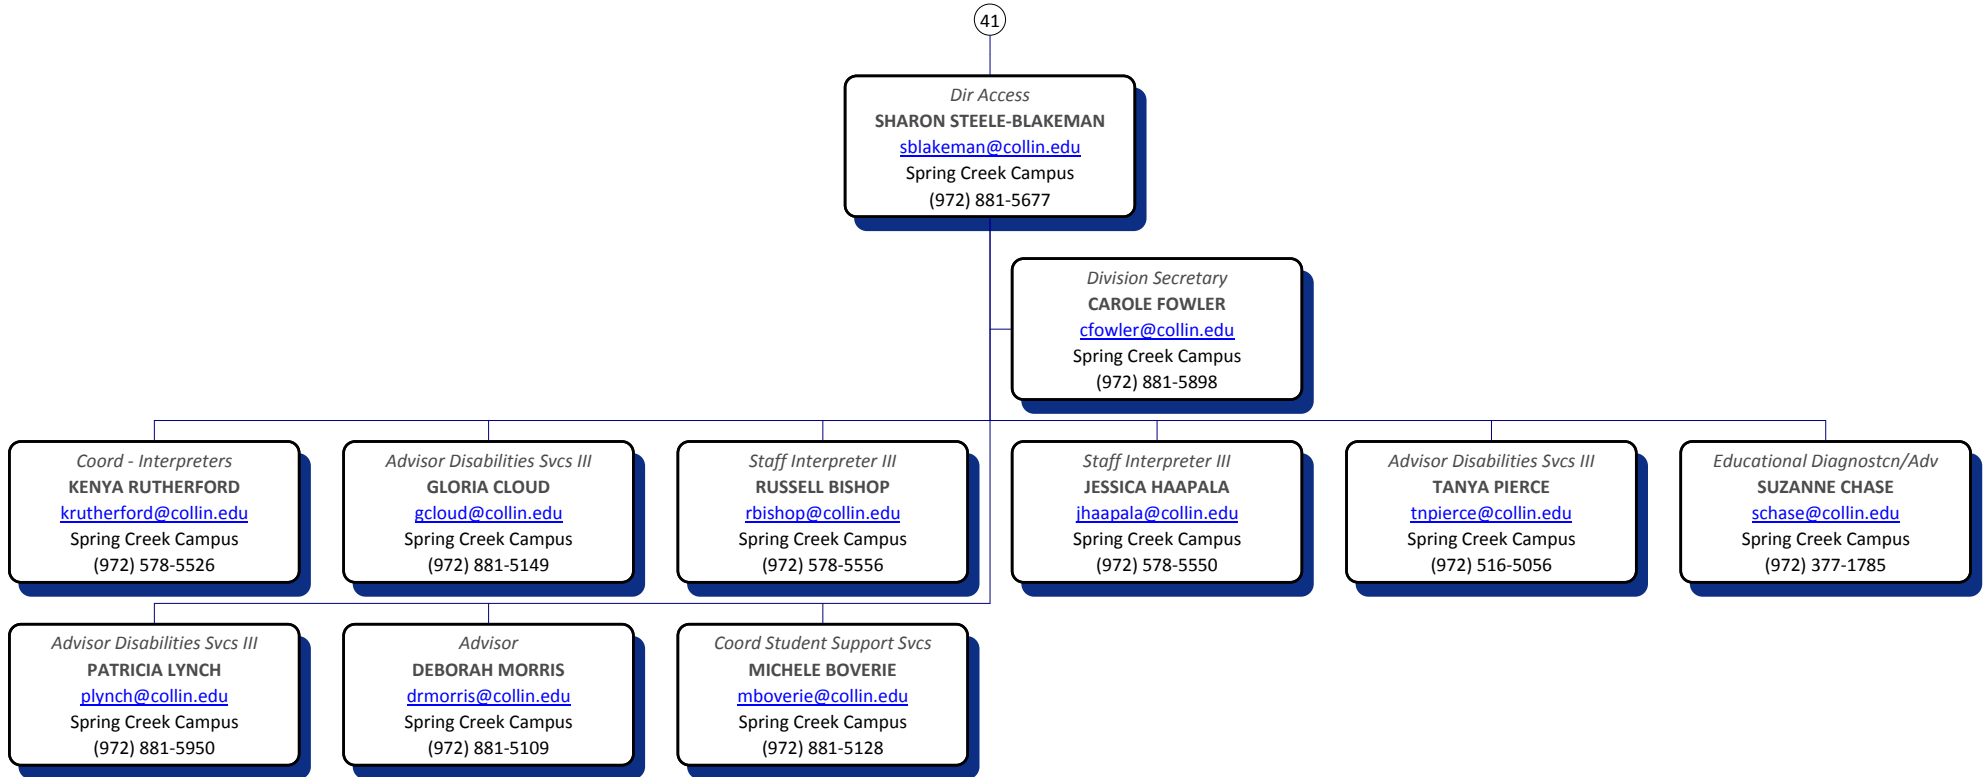 41
Dir Access
SHARON STEELE-BLAKEMAN
sblakeman@collin.edu
Spring Creek Campus
(972) 881-5677
Division Secretary
CAROLE FOWLER
cfowler@collin.edu
Spring Creek Campus
(972) 881-5898
Coord - Interpreters
KENYA RUTHERFORD
krutherford@collin.edu
Spring Creek Campus
(972) 578-5526
Advisor Disabilities Svcs III
GLORIA CLOUD
gcloud@collin.edu
Spring Creek Campus
(972) 881-5149
Staff Interpreter III
RUSSELL BISHOP
rbishop@collin.edu
Spring Creek Campus
(972) 578-5556
Staff Interpreter III
JESSICA HAAPALA
jhaapala@collin.edu
Spring Creek Campus
(972) 578-5550
Advisor Disabilities Svcs III
TANYA PIERCE
tnpierce@collin.edu
Spring Creek Campus
(972) 516-5056
Educational Diagnostcn/Adv
SUZANNE CHASE
schase@collin.edu
Spring Creek Campus
(972) 377-1785
Advisor Disabilities Svcs III
PATRICIA LYNCH
plynch@collin.edu
Spring Creek Campus
(972) 881-5950
Advisor
DEBORAH MORRIS
drmorris@collin.edu
Spring Creek Campus
(972) 881-5109
Coord Student Support Svcs
MICHELE BOVERIE
mboverie@collin.edu
Spring Creek Campus
(972) 881-5128